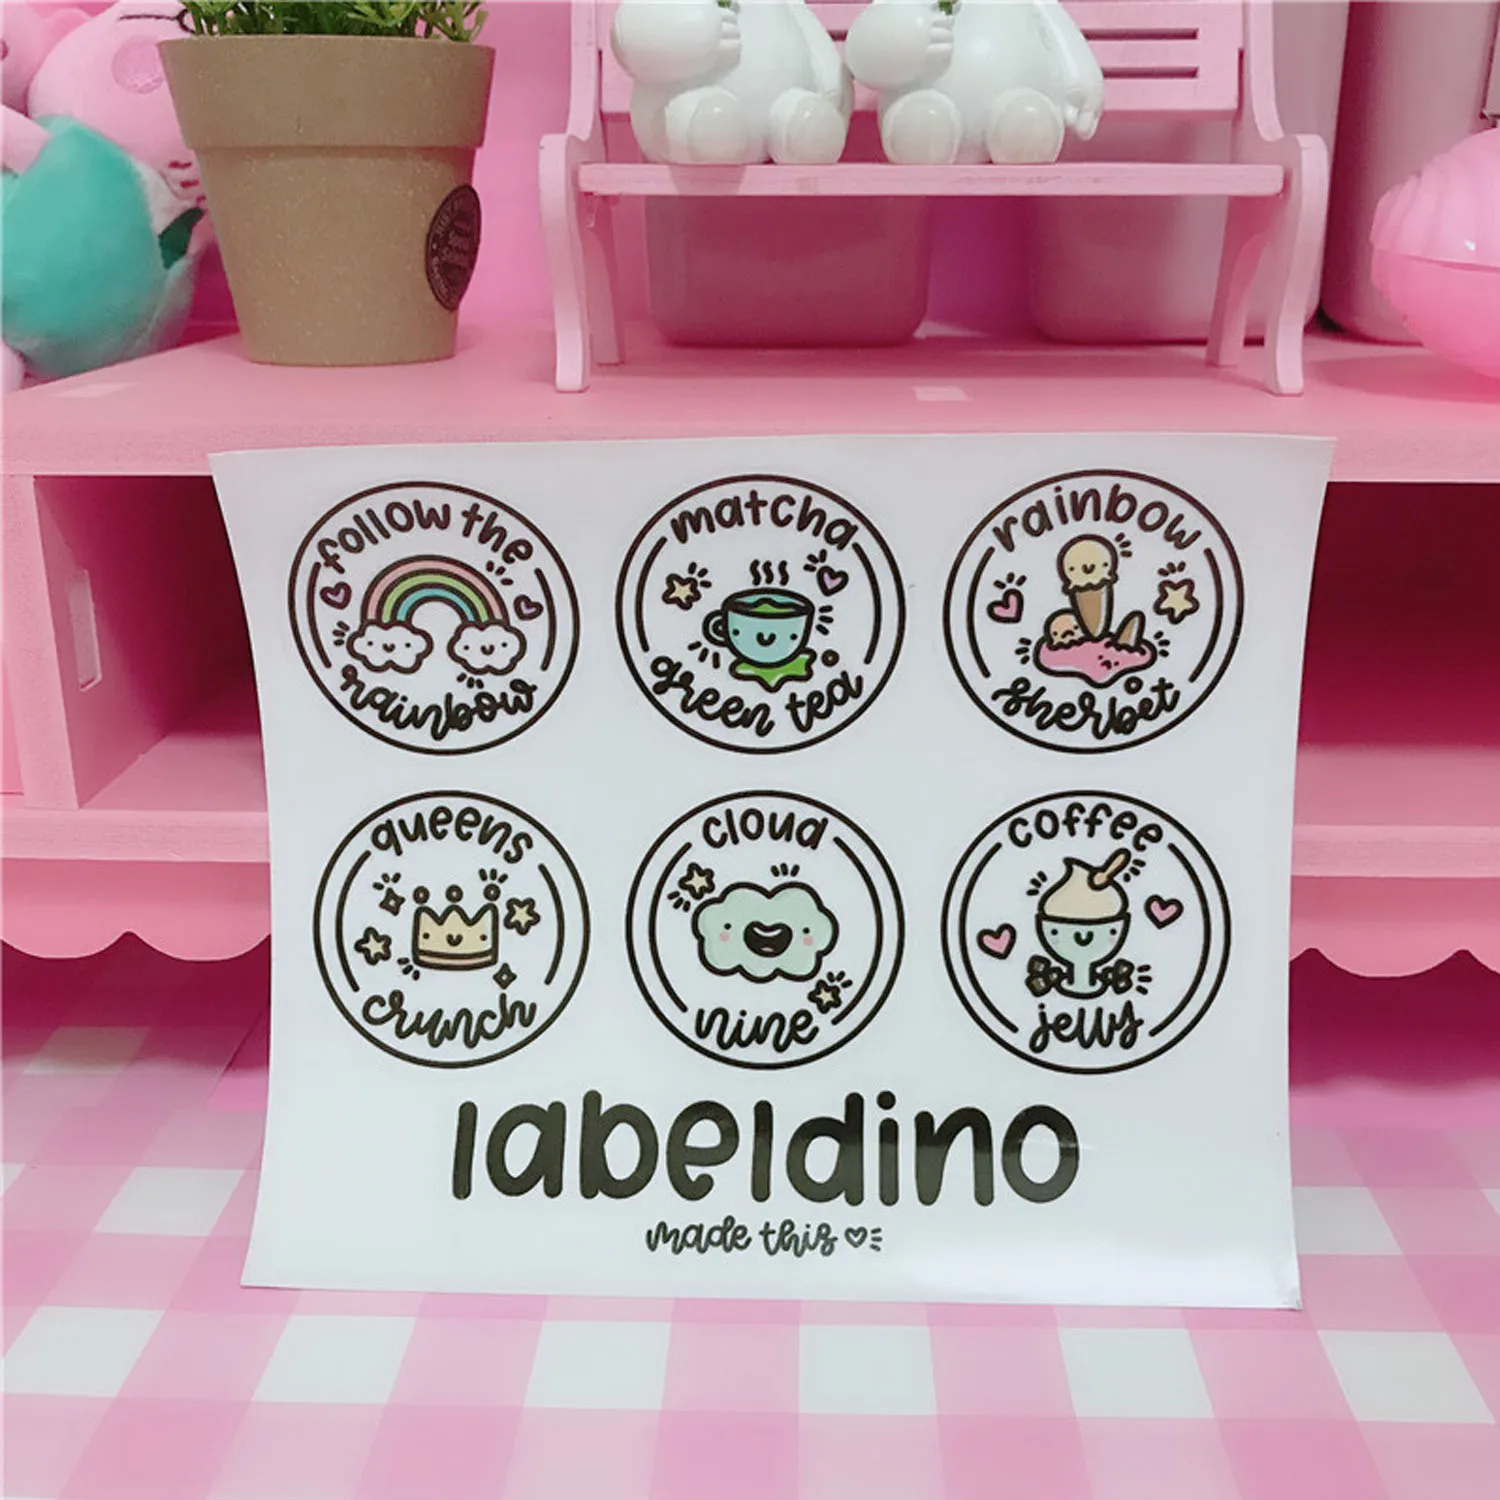 follow the
rainbow
matcha
green tea
rainbow
sherbet
queens
crunch
cloud
nine
coffee
jelly
labeldino
made this